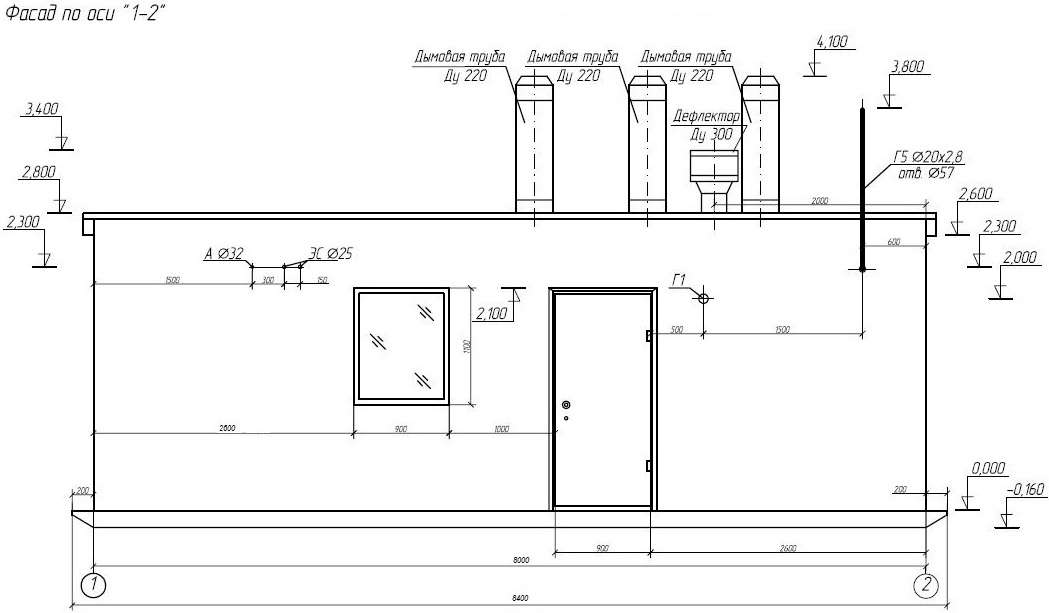 Фасад по оси "1-2"
Дымовая труба
Ду 220
Дымовая труба
Ду 220
Дымовая труба
Ду 220
4,100
3,800
3,400
Дефлектор
Ду 300
Г5 Ø20х2,8
отв. Ø57
2,800
2000
2,600
2,300
2,300
600
2,000
А Ø32
ЭС Ø25
1500
300
150
Г1
2,100
500
1500
1100
2600
900
1000
0,000
-0,160
200
200
900
2600
8000
1
2
8400